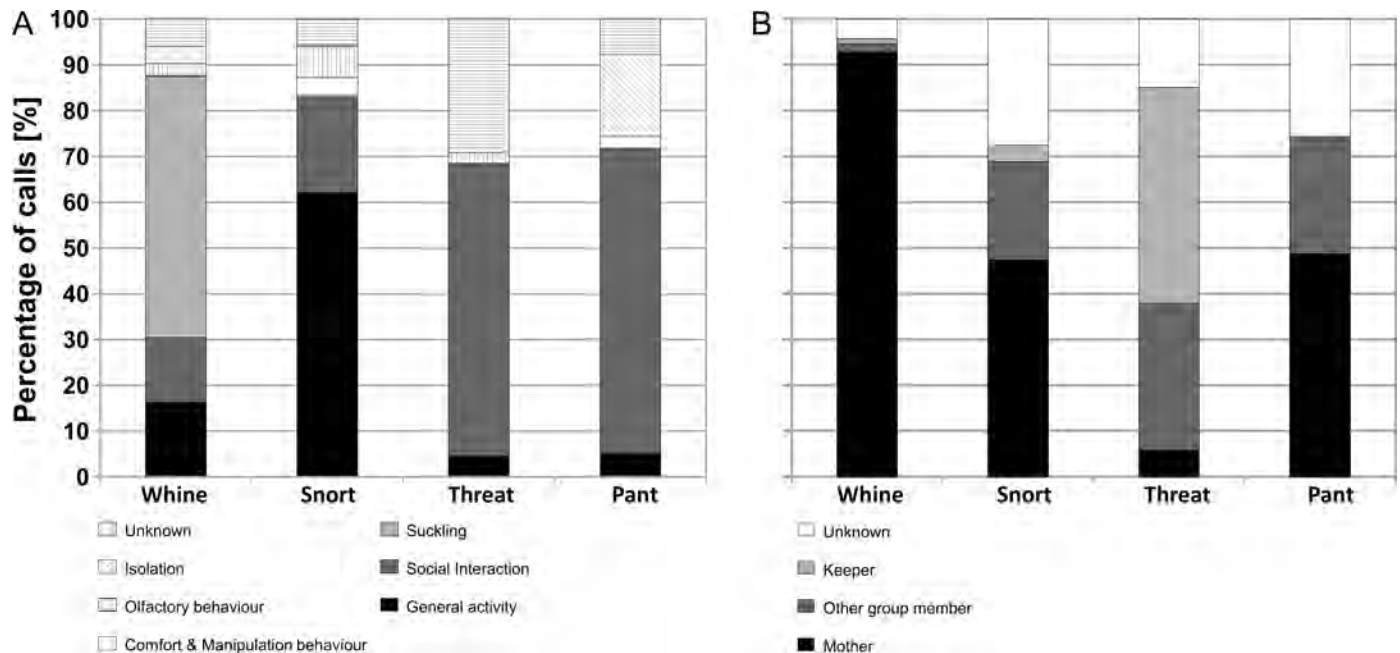 A
B
Percentage of calls [%]
100
90
80
70
60
50
40
30
20
10
0
Whine Snort Threat Pant
Whine Snort Threat Pant
Unknown
Suckling
Isolation
Social Interaction
Olfactory behaviour
General activity
Comfort & Manipulation behaviour
Unknown
Keeper
Other group member
Mother